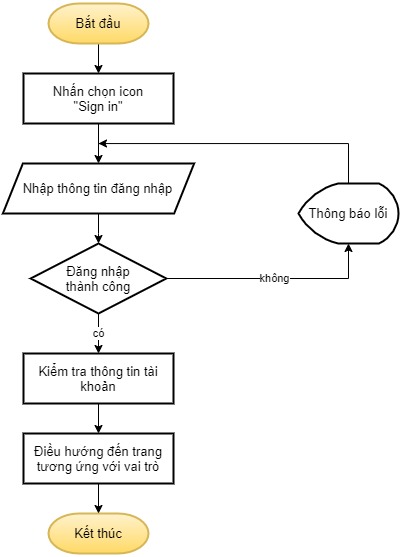 Bắt đầu
Nhấn chọn icon
"Sign in"
Nhập thông tin đăng nhập
Thông báo lỗi
Đăng nhập
thành công
không
có
Kiểm tra thông tin tài
khoản
Điều hướng đến trang
tương ứng với vai trò
Kết thúc